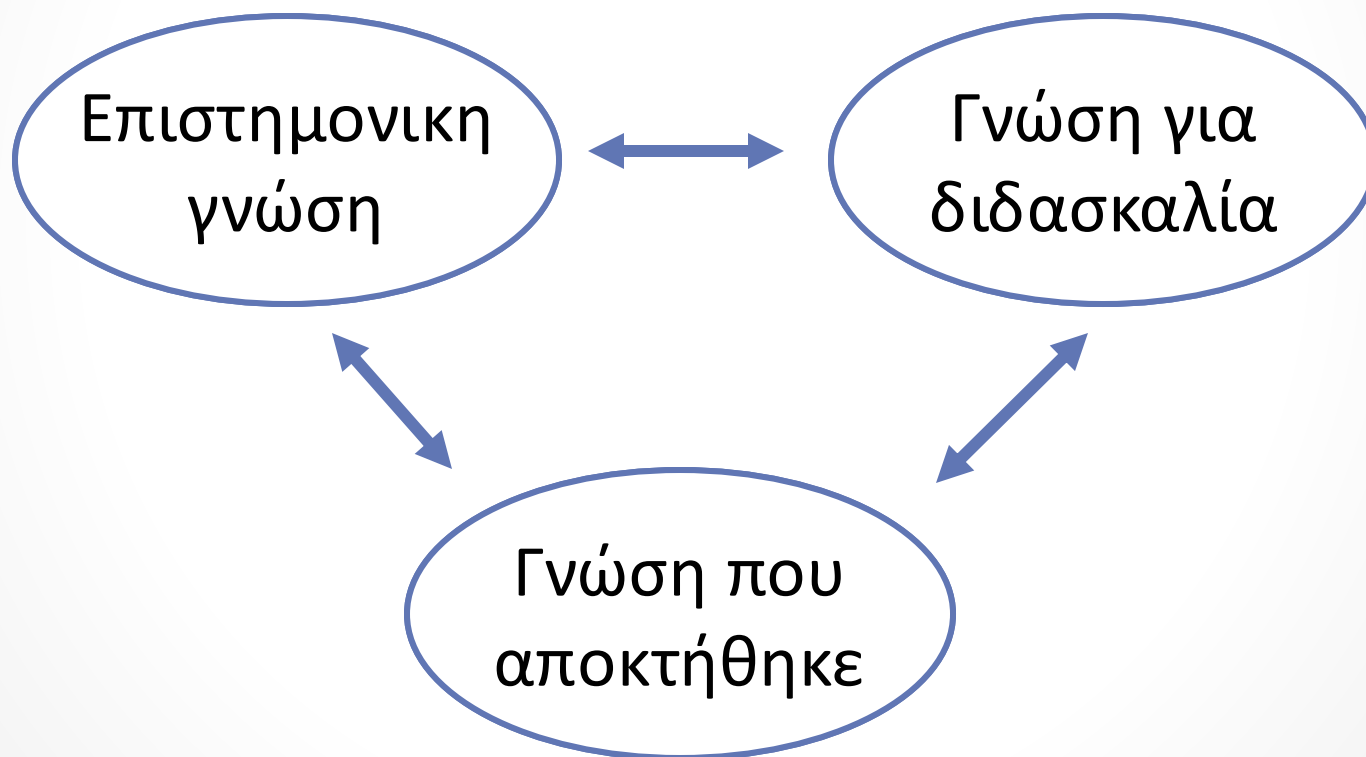 Επιστημονικη
γνώση
Γνώση για
διδασκαλία
Γνώση που
αποκτήθηκε